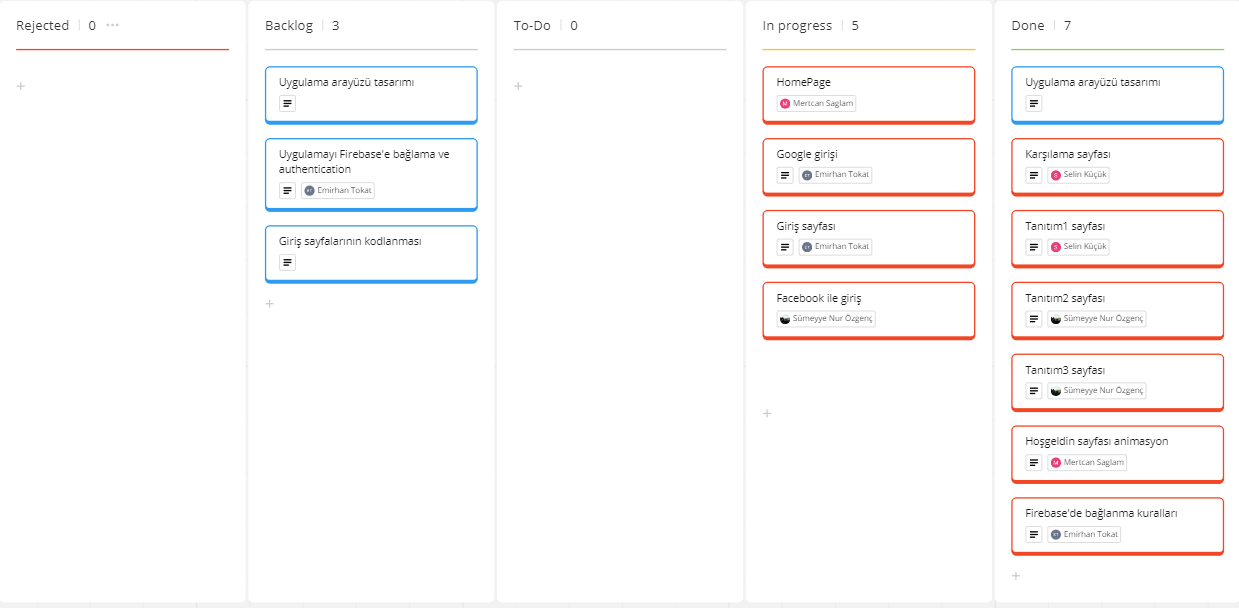 Rejected 0
Backlog 3
Uygulama arayüzü tasarımı
Uygulamayı Firebase'e bağlama ve
authentication
Emirhan Tokat
Giriş sayfalarının kodlanması
To-Do 0
In progress 5
HomePage
M Mertcan Saglam
Google girişi
ET Emirhan Tokat
Giriş sayfası
ET Emirhan Tokat
Facebook ile giriş
Sümeyye Nur Özgenç
Done 7
Uygulama arayüzü tasarımı
Karşılama sayfası
S Selin Küçük
Tanıtım1 sayfası
S Selin Küçük
Tanıtım2 sayfası
Sümeyye Nur Özgenç
Tanıtım3 sayfası
Sümeyye Nur Özgenç
Hoşgeldin sayfası animasyon
M Mertcan Saglam
Firebase'de bağlanma kuralları
ET Emirhan Tokat